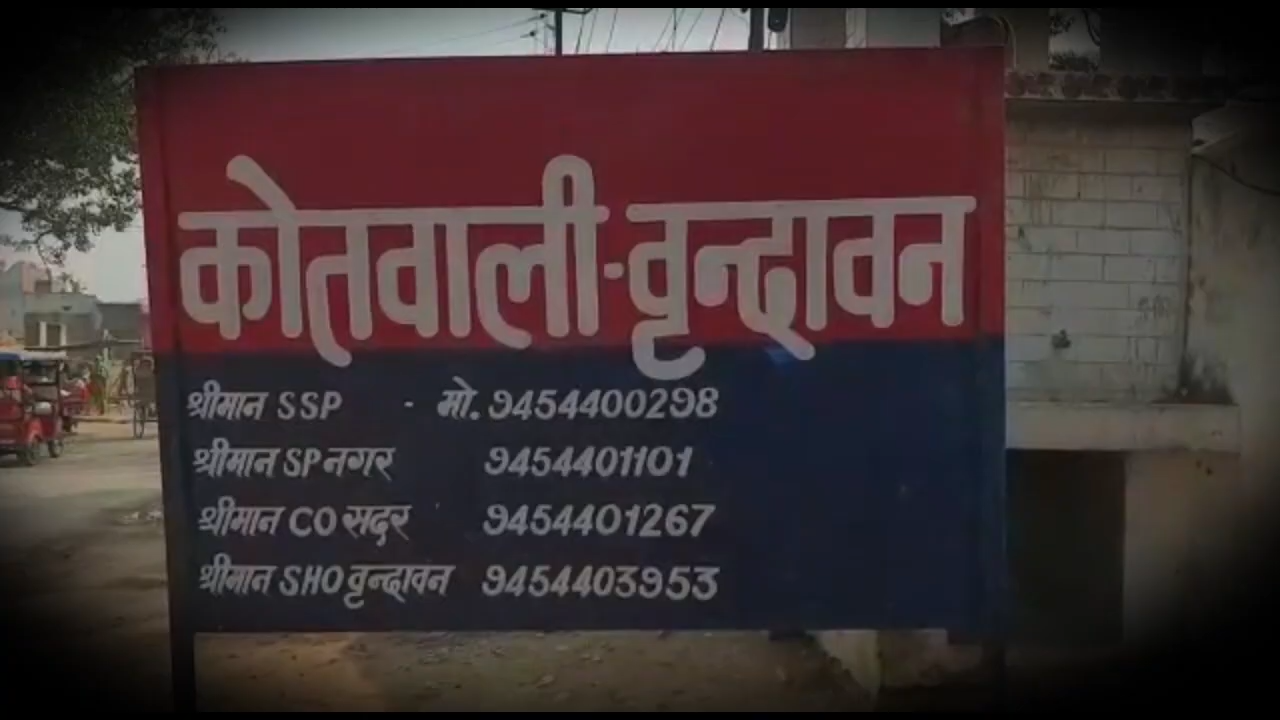 कोतवाली-वृन्दावन
श्रीमान SSP - मो. 9454400298
श्रीमान SP नगर 9454401101
श्रीमान CO सदर 9454401267
श्रीमान SHO वृन्दावन 9454403953